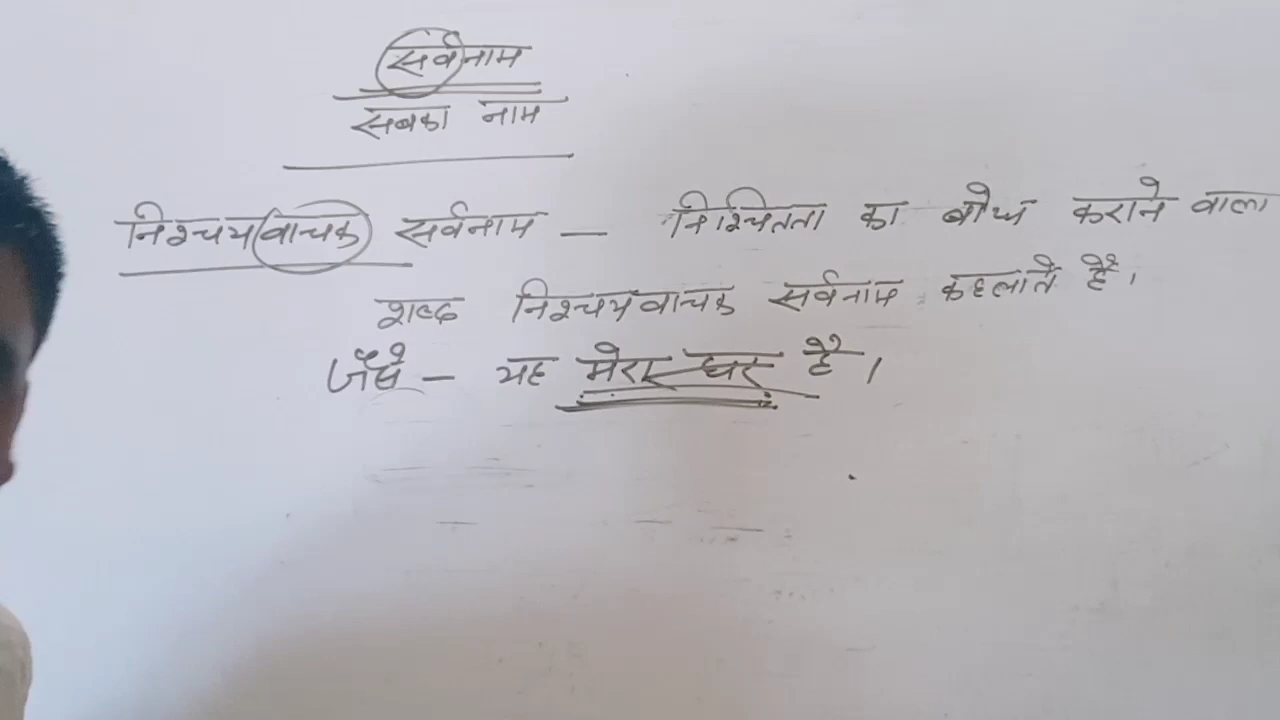 सर्वनाम
सबका नाम
निश्चयवाचक सर्वनाम — निश्चितता का बोध कराने वाला
शब्द निश्चयवाचक सर्वनाम कहलाते है।
जैसे — यह मेरा घर है।